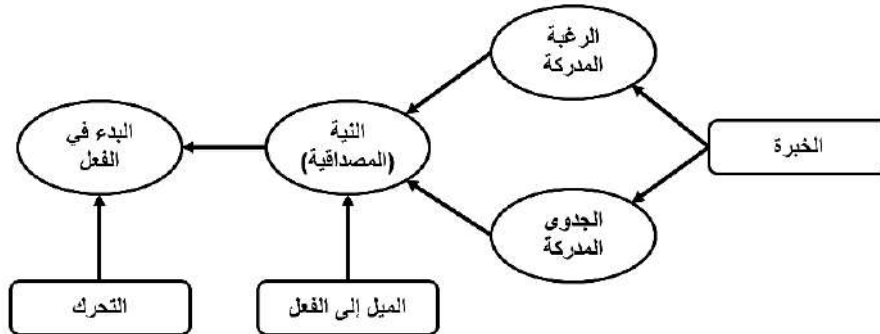 الرغبة
المدركة
الخبرة
النية
(المصداقية)
البدء في
الفعل
الجدوى
المدركة
الميل إلى الفعل
التحرك